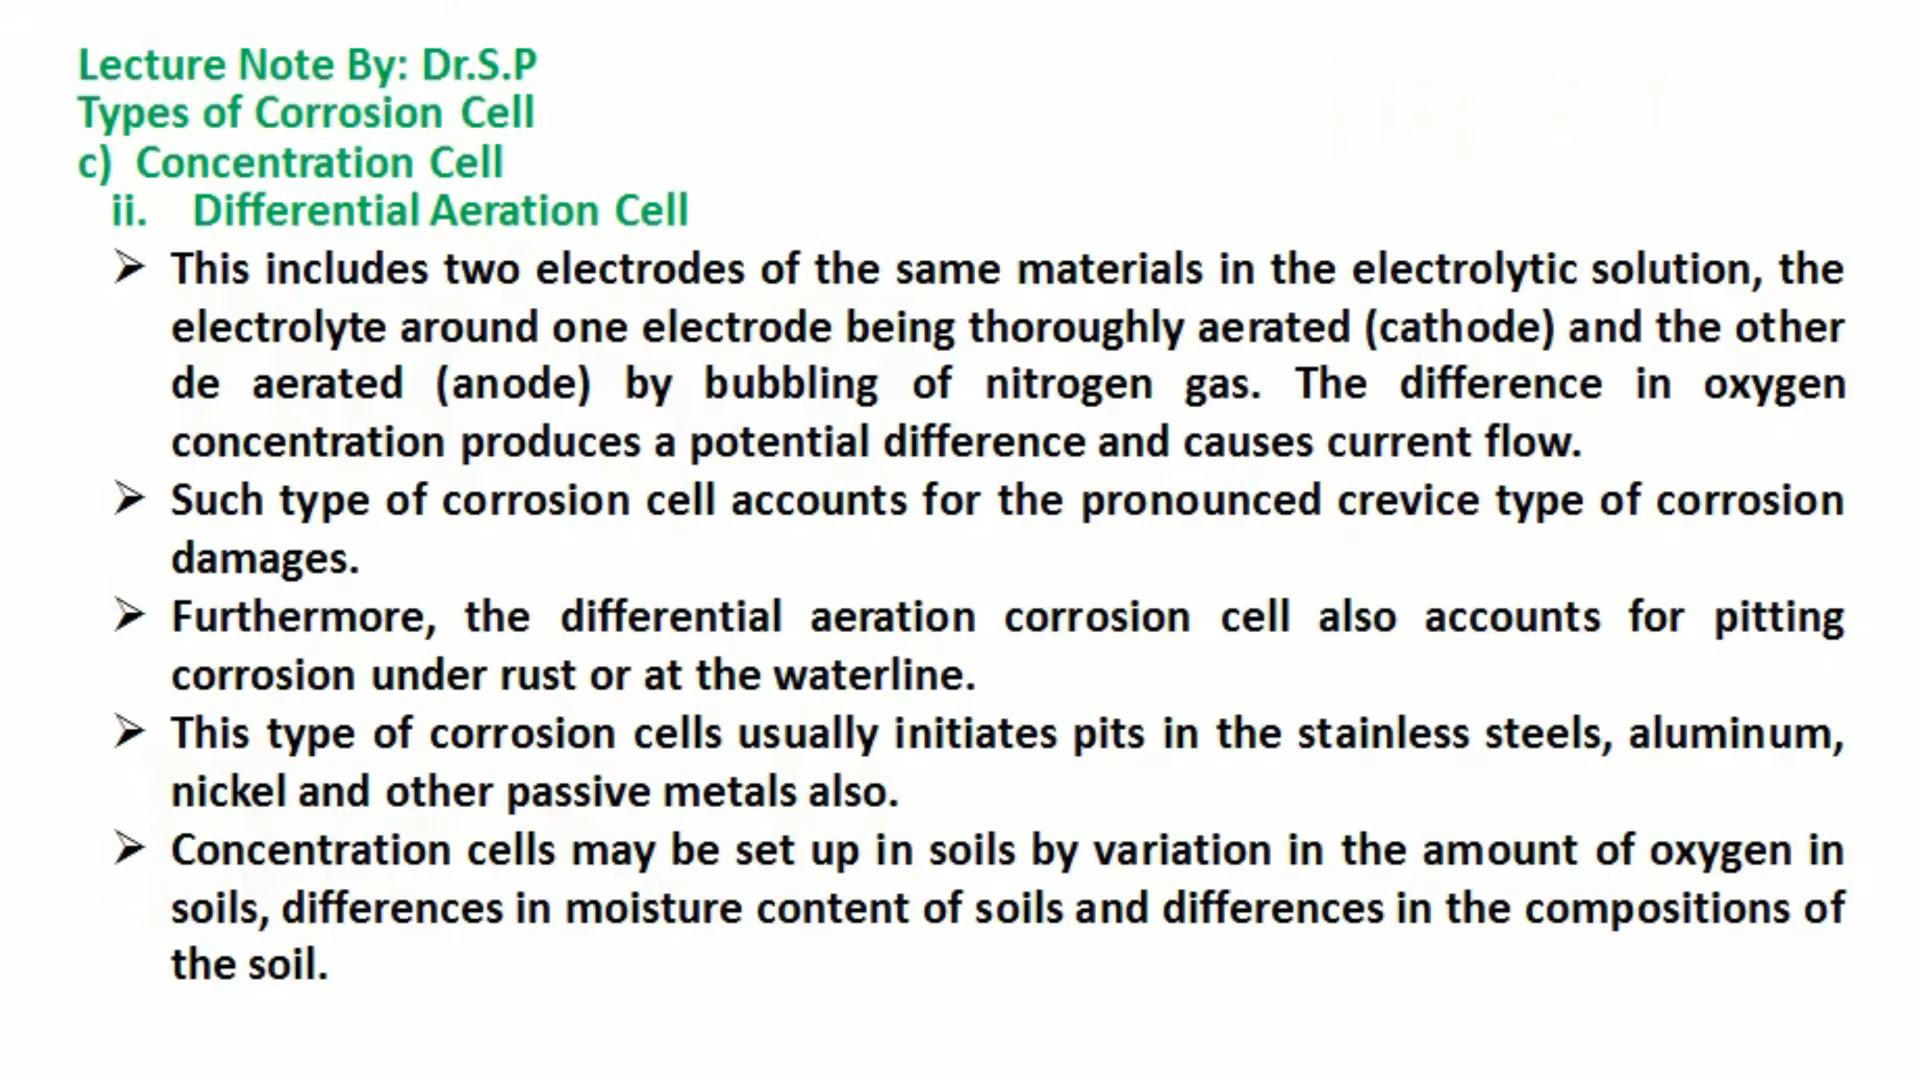 Lecture Note By: Dr.S.P
Types of Corrosion Cell
c) Concentration Cell
ii. Differential Aeration Cell
➢ This includes two electrodes of the same materials in the electrolytic solution, the
electrolyte around one electrode being thoroughly aerated (cathode) and the other
de aerated (anode) by bubbling of nitrogen gas. The difference in oxygen
concentration produces a potential difference and causes current flow.
➢ Such type of corrosion cell accounts for the pronounced crevice type of corrosion
damages.
➢ Furthermore, the differential aeration corrosion cell also accounts for pitting
corrosion under rust or at the waterline.
➢ This type of corrosion cells usually initiates pits in the stainless steels, aluminum,
nickel and other passive metals also.
➢ Concentration cells may be set up in soils by variation in the amount of oxygen in
soils, differences in moisture content of soils and differences in the compositions of
the soil.